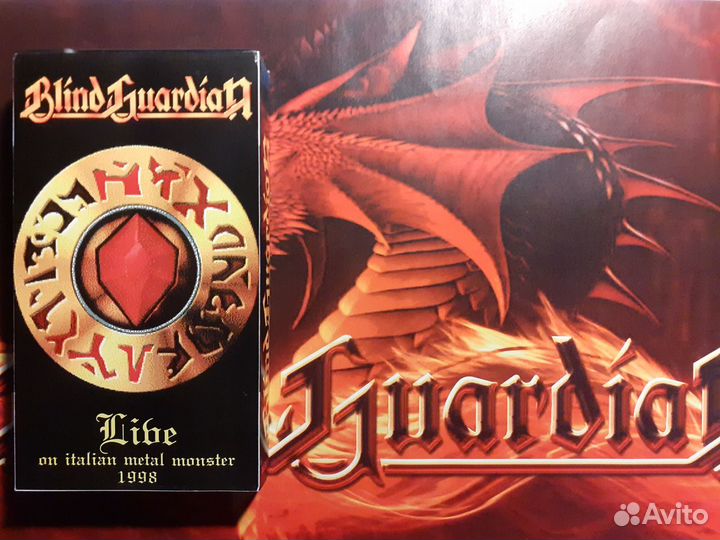 Blind Guardian
Live
on italian metal monster
1998
Guardian
Avito